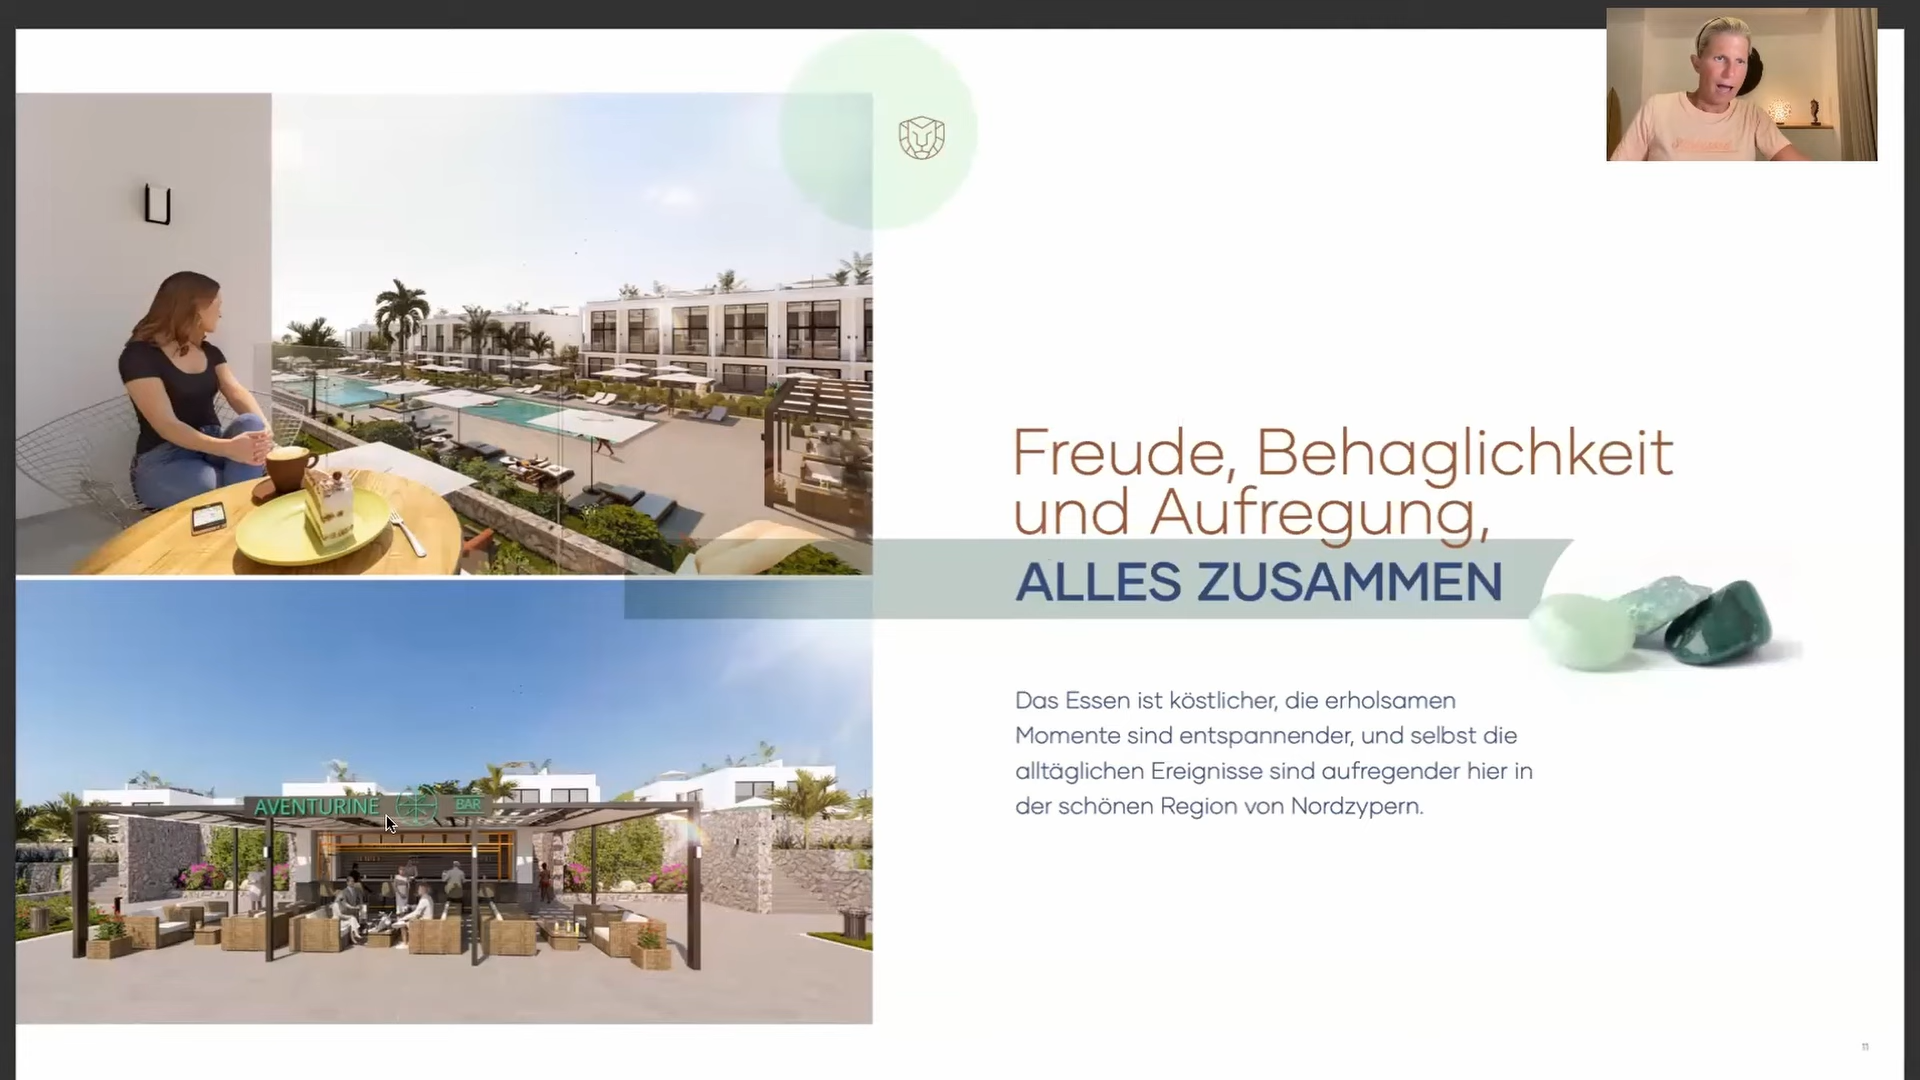 Freude, Behaglichkeit
und Aufregung,
ALLES ZUSAMMEN
Das Essen ist köstlicher, die erholsamen
Momente sind entspannender, und selbst die
alltäglichen Ereignisse sind aufregender hier in
der schönen Region von Nordzypern.
AVENTURINE BAR
11